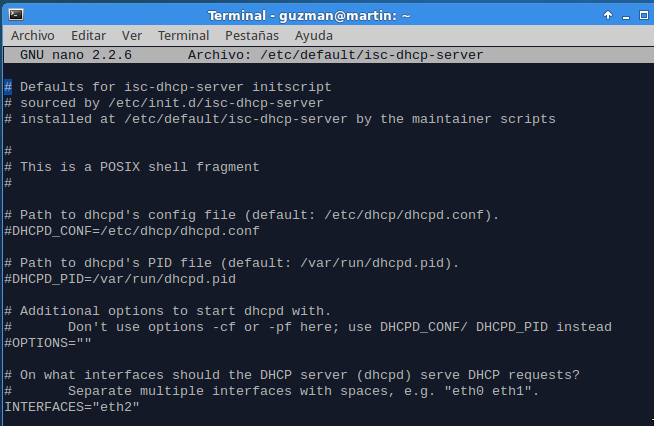 Terminal - guzman@martin: ~
Archivo Editar Ver Terminal Pestañas Ayuda
GNU nano 2.2.6 Archivo: /etc/default/isc-dhcp-server
# Defaults for isc-dhcp-server initscript
# sourced by /etc/init.d/isc-dhcp-server
# installed at /etc/default/isc-dhcp-server by the maintainer scripts
#
# This is a POSIX shell fragment
#
# Path to dhcpd's config file (default: /etc/dhcp/dhcpd.conf).
#DHCPD_CONF=/etc/dhcp/dhcpd.conf
# Path to dhcpd's PID file (default: /var/run/dhcpd.pid).
#DHCPD_PID=/var/run/dhcpd.pid
# Additional options to start dhcpd with.
#       Don't use options -cf or -pf here; use DHCPD_CONF/ DHCPD_PID instead
#OPTIONS=""
# On what interfaces should the DHCP server (dhcpd) serve DHCP requests?
#       Separate multiple interfaces with spaces, e.g. "eth0 eth1".
INTERFACES="eth2"